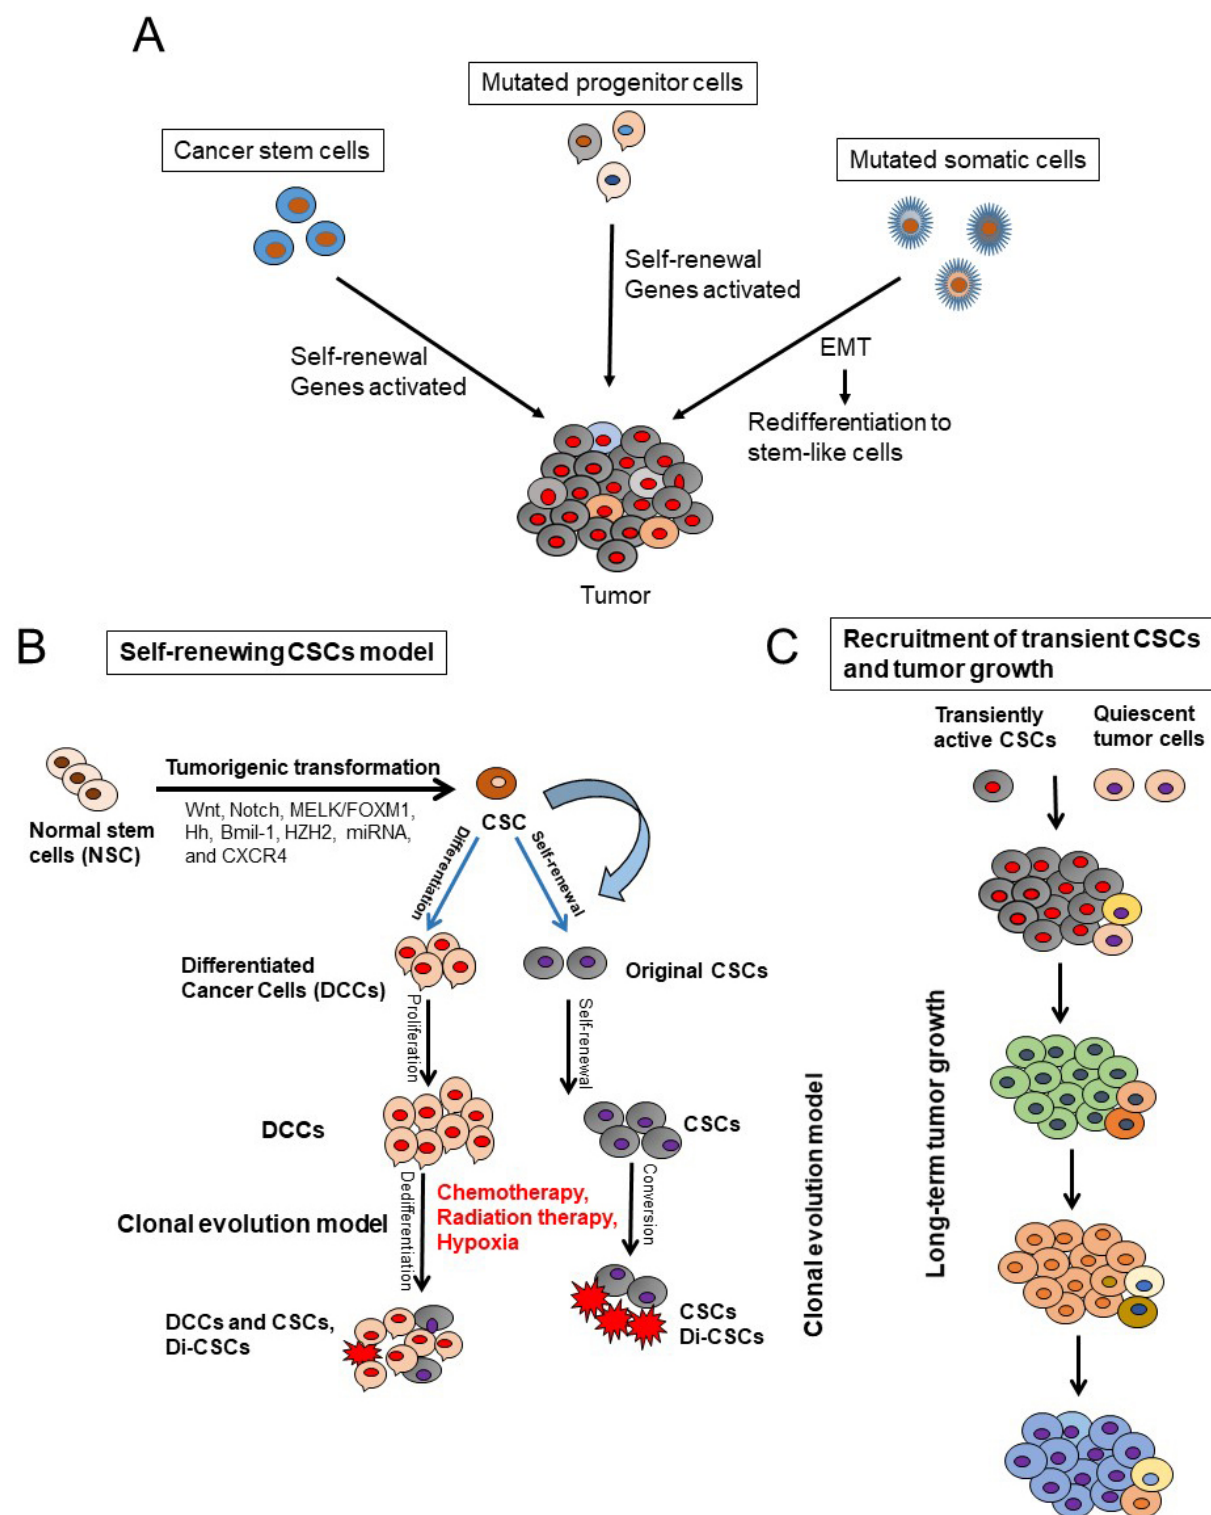 A
Mutated progenitor cells
Cancer stem cells
Mutated somatic cells
Self-renewal
Genes activated
Self-renewal
Genes activated
EMT
Redifferentiation to
stem-like cells
Tumor
B
Self-renewing CSCs model
Normal stem
cells (NSC)
Tumorigenic transformation
Wnt, Notch, MELK/FOXM1,
Hh, Bmil-1, HZH2, miRNA,
and CXCR4
CSC
Differentiation
Self-renewal
Differentiated
Cancer Cells (DCCs)
Original CSCs
Proliferation
Self-renewal
DCCs
CSCs
Clonal evolution model
Dedifferentiation
Chemotherapy,
Radiation therapy,
Hypoxia
Conversion
DCCs and CSCs,
Di-CSCs
CSCs
Di-CSCs
C
Recruitment of transient CSCs
and tumor growth
Transiently
active CSCs
Quiescent
tumor cells
Clonal evolution model
Long-term tumor growth